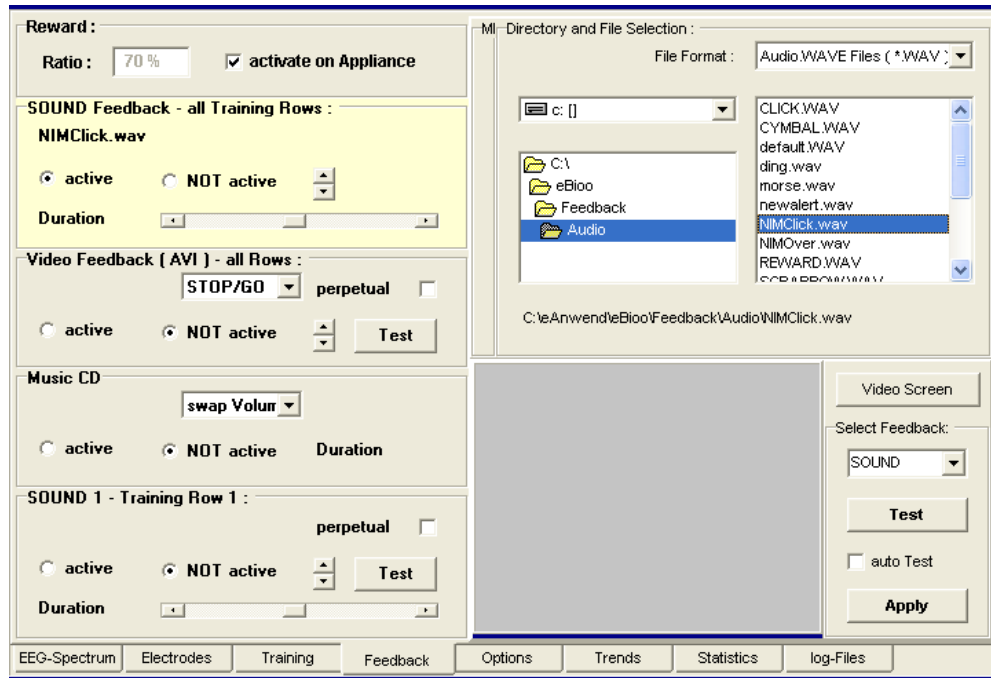 Reward :
Ratio : 70 % activate on Appliance
SOUND Feedback - all Training Rows :
NIMClick.wav
active NOT active
Duration
Video Feedback ( AVI ) - all Rows :
STOP/GO perpetual
active NOT active Test
Music CD
swap Volum
active NOT active Duration
SOUND 1 - Training Row 1 :
perpetual
active NOT active Test
Duration
MI
Directory and File Selection :
File Format : Audio.WAVE Files ( *.WAV )
c: []
C:\
eBioo
Feedback
Audio
CLICK.WAV
CYMBAL.WAV
default.WAV
ding.wav
morse.wav
newalert.wav
NIMClick.wav
NIMOver.wav
REWARD.WAV
C:\eAnwend\eBioo\Feedback\Audio\NIMClick.wav
Video Screen
Select Feedback:
SOUND
Test
auto Test
Apply
EEG-Spectrum Electrodes Training Feedback Options Trends Statistics log-Files